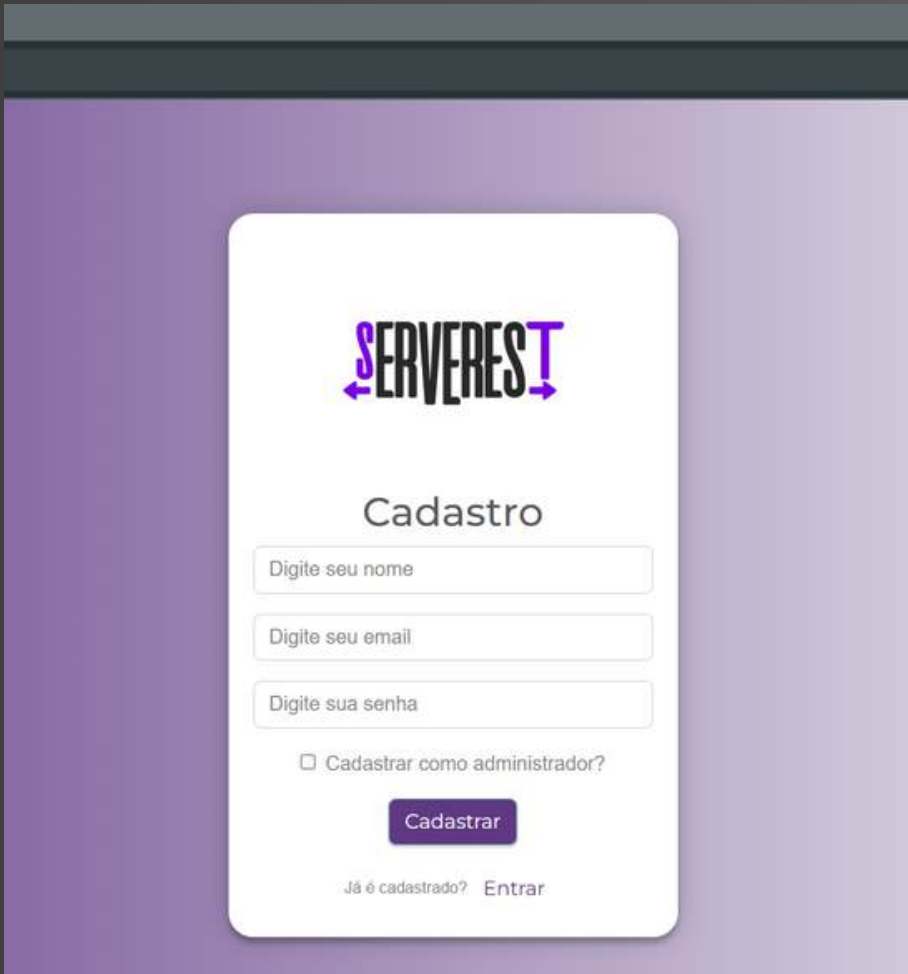 SERVEREST
Cadastro
Digite seu nome
Digite seu email
Digite sua senha
Cadastrar como administrador?
Cadastrar
Já é cadastrado? Entrar